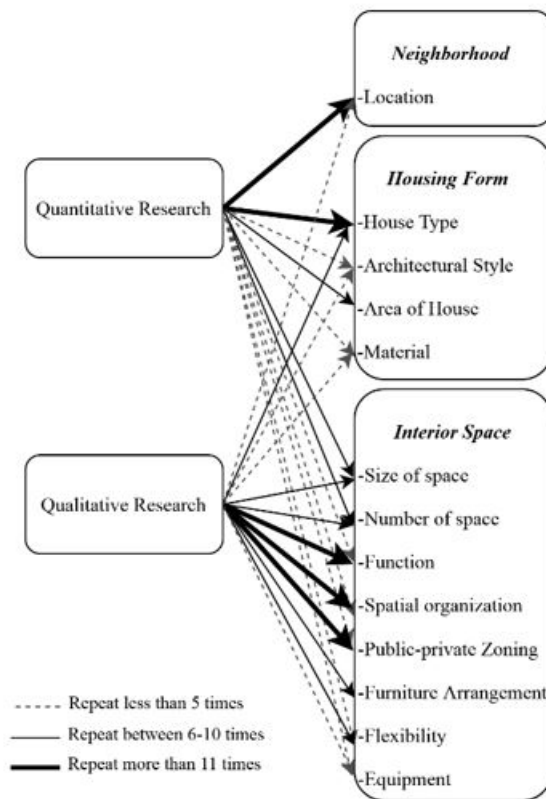 Neighborhood
-Location
Quantitative Research
Housing Form
-House Type
-Architectural Style
-Area of House
-Material
Qualitative Research
Interior Space
-Size of space
-Number of space
-Function
-Spatial organization
-Public-private Zoning
-Furniture Arrangement
-Flexibility
-Equipment
Repeat less than 5 times
Repeat between 6-10 times
Repeat more than 11 times